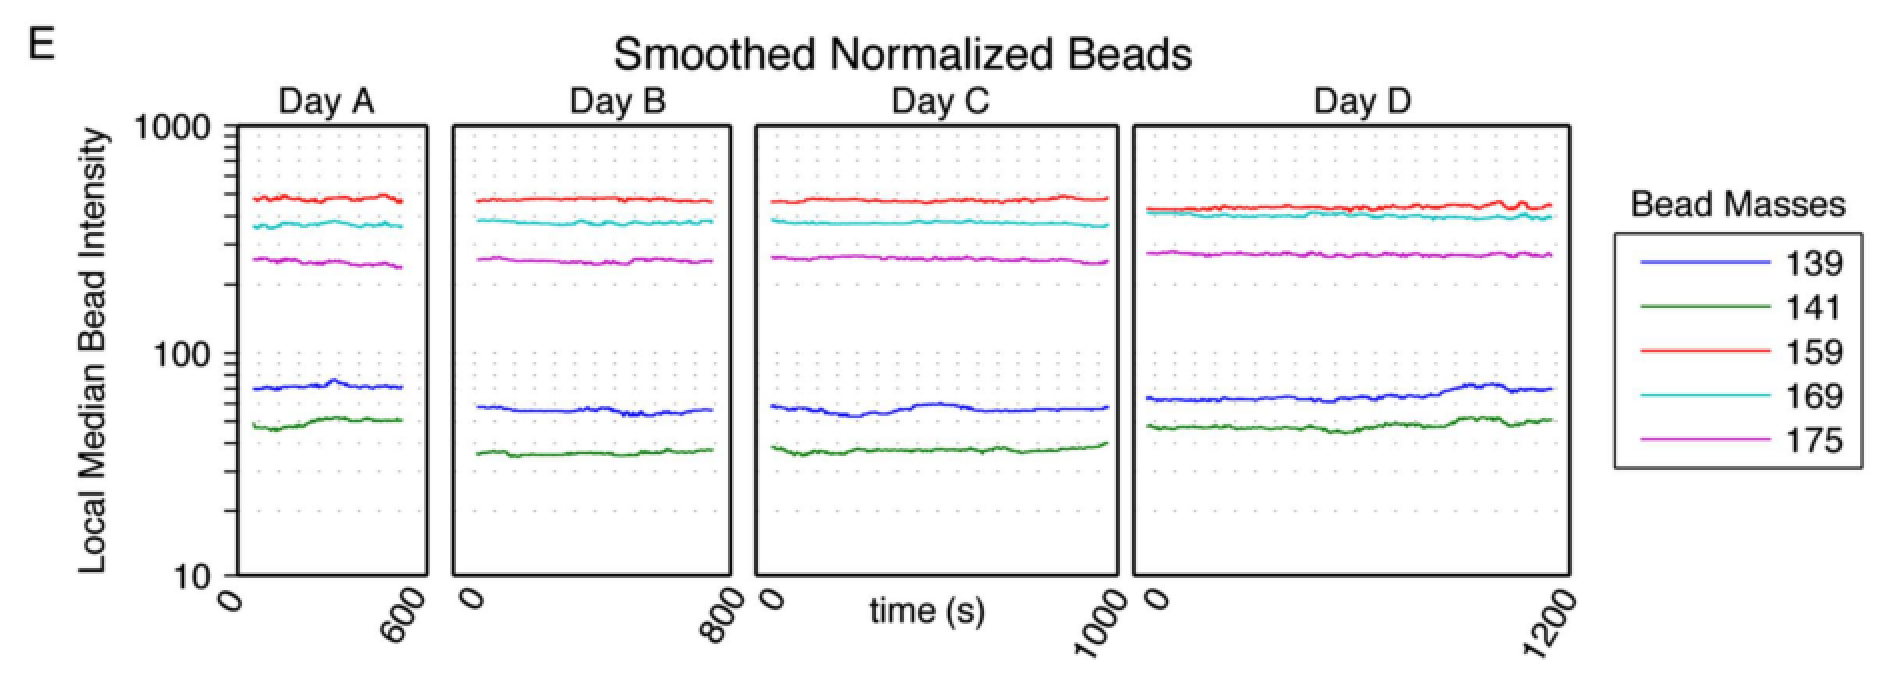 E
Smoothed Normalized Beads
Day A
Day B
Day C
Day D
Local Median Bead Intensity
1000
100
10
0
600
0
800
0
1000
0
1200
time (s)
Bead Masses
139
141
159
169
175